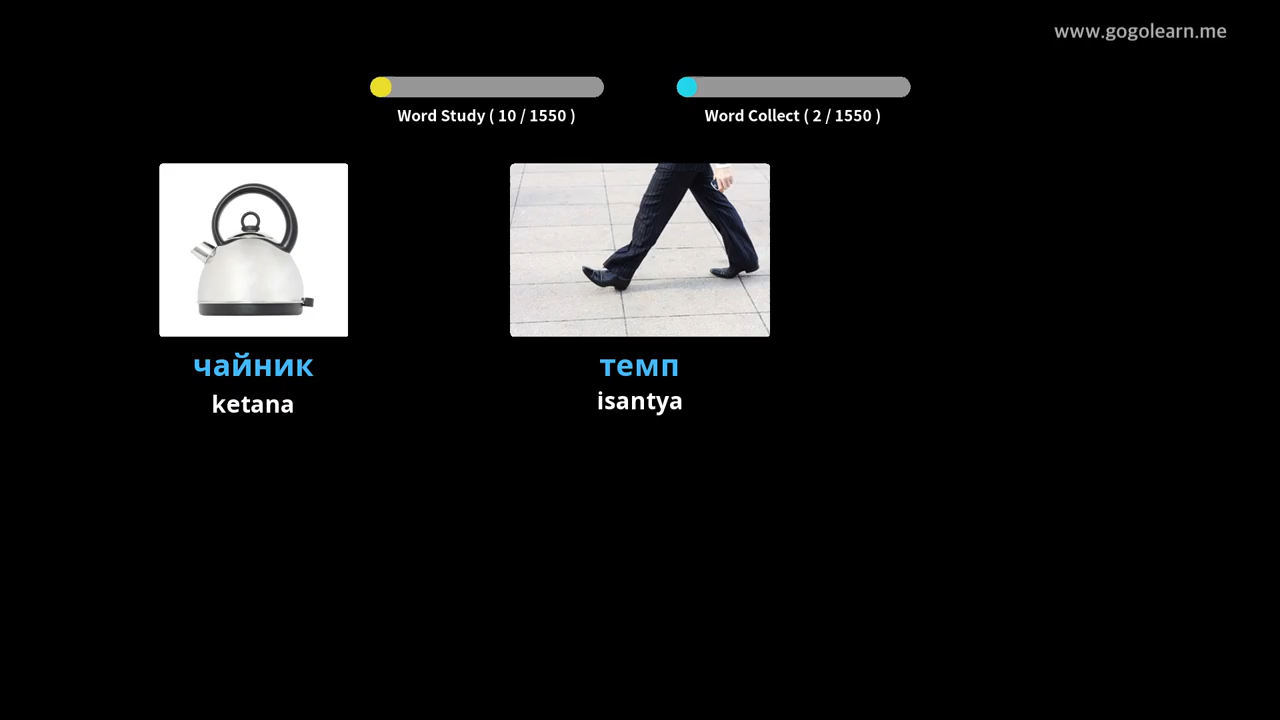 www.gogolearn.me
Word Study ( 10 / 1550 )
Word Collect ( 2 / 1550 )
чайник
ketana
темп
isantya